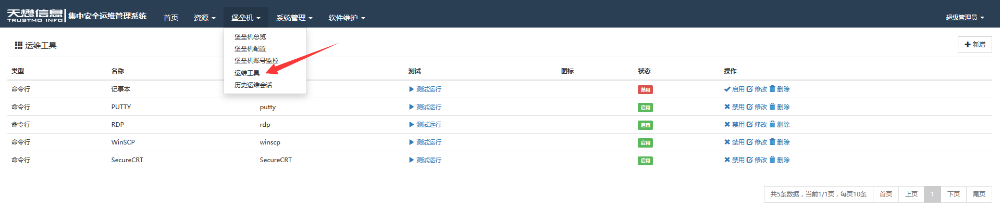 天懋信息 集中安全运维管理系统 首页 资源 堡垒机 系统管理 软件维护 超级管理员
TRUSTMO INFO
堡垒机总览
堡垒机配置
堡垒机账号监控
运维工具
历史运维会话
运维工具 新增
类型 名称 测试 图标 状态 操作
命令行 记事本 测试运行 禁用 启用 修改 删除
命令行 PUTTY putty 测试运行 启用 禁用 修改 删除
命令行 RDP rdp 测试运行 启用 禁用 修改 删除
命令行 WinSCP winscp 测试运行 启用 禁用 修改 删除
命令行 SecureCRT SecureCRT 测试运行 启用 禁用 修改 删除
共5条数据，当前1/1页，每页10条 首页 上页 1 下页 尾页